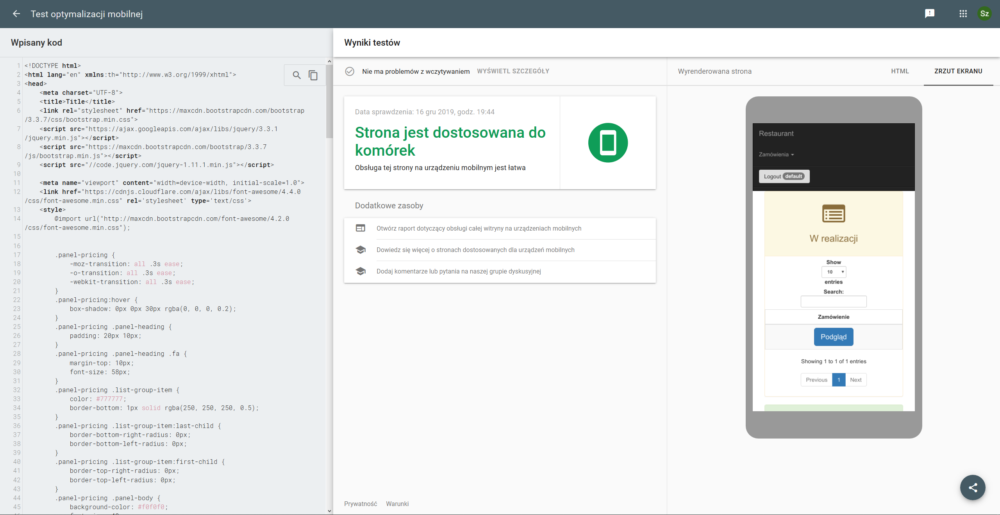 Test optymalizacji mobilnej
Sz
Wpisany kod
1 <!DOCTYPE html>
2 <html lang="en" xmlns:th="http://www.w3.org/1999/xhtml">
3 <head>
4 <meta charset="UTF-8">
5 <title>Title</title>
6 <link rel="stylesheet" href="https://maxcdn.bootstrapcdn.com/bootstrap
/3.3.7/css/bootstrap.min.css">
7 <script src="https://ajax.googleapis.com/ajax/libs/jquery/3.3.1
/jquery.min.js"></script>
8 <script src="https://maxcdn.bootstrapcdn.com/bootstrap/3.3.7
/js/bootstrap.min.js"></script>
9 <script src="//code.jquery.com/jquery-1.11.1.min.js"></script>
10
11 <meta name="viewport" content="width=device-width, initial-scale=1.0">
12 <link href="https://cdnjs.cloudflare.com/ajax/libs/font-awesome/4.4.0
/css/font-awesome.min.css" rel='stylesheet' type='text/css'>
13 <style>
14 @import url("http://maxcdn.bootstrapcdn.com/font-awesome/4.2.0
/css/font-awesome.min.css");
15
16
17 .panel-pricing {
18 -moz-transition: all .3s ease;
19 -o-transition: all .3s ease;
20 -webkit-transition: all .3s ease;
21 }
22 .panel-pricing:hover {
23 box-shadow: 0px 0px 30px rgba(0, 0, 0, 0.2);
24 }
25 .panel-pricing .panel-heading {
26 padding: 20px 10px;
27 }
28 .panel-pricing .panel-heading .fa {
29 margin-top: 10px;
30 font-size: 58px;
31 }
32 .panel-pricing .list-group-item {
33 color: #777777;
34 border-bottom: 1px solid rgba(250, 250, 250, 0.5);
35 }
36 .panel-pricing .list-group-item:last-child {
37 border-bottom-right-radius: 0px;
38 border-bottom-left-radius: 0px;
39 }
40 .panel-pricing .list-group-item:first-child {
41 border-top-right-radius: 0px;
42 border-top-left-radius: 0px;
43 }
44 .panel-pricing .panel-body {
45 background-color: #f0f0f0;
Wyniki testów
Nie ma problemów z wczytywaniem WYŚWIETL SZCZEGÓŁY
Data sprawdzenia: 16 gru 2019, godz. 19:44
Strona jest dostosowana do
komórek
Obsługa tej strony na urządzeniu mobilnym jest łatwa
Dodatkowe zasoby
Otwórz raport dotyczący obsługi całej witryny na urządzeniach mobilnych
Dowiedz się więcej o stronach dostosowanych dla urządzeń mobilnych
Dodaj komentarze lub pytania na naszej grupie dyskusyjnej
Prywatność Warunki
Wyrenderowana strona HTML ZRZUT EKRANU
Restaurant
Zamówienia
Logout default
W realizacji
Show
10
entries
Search:
Zamówienie
Podgląd
Showing 1 to 1 of 1 entries
Previous 1 Next